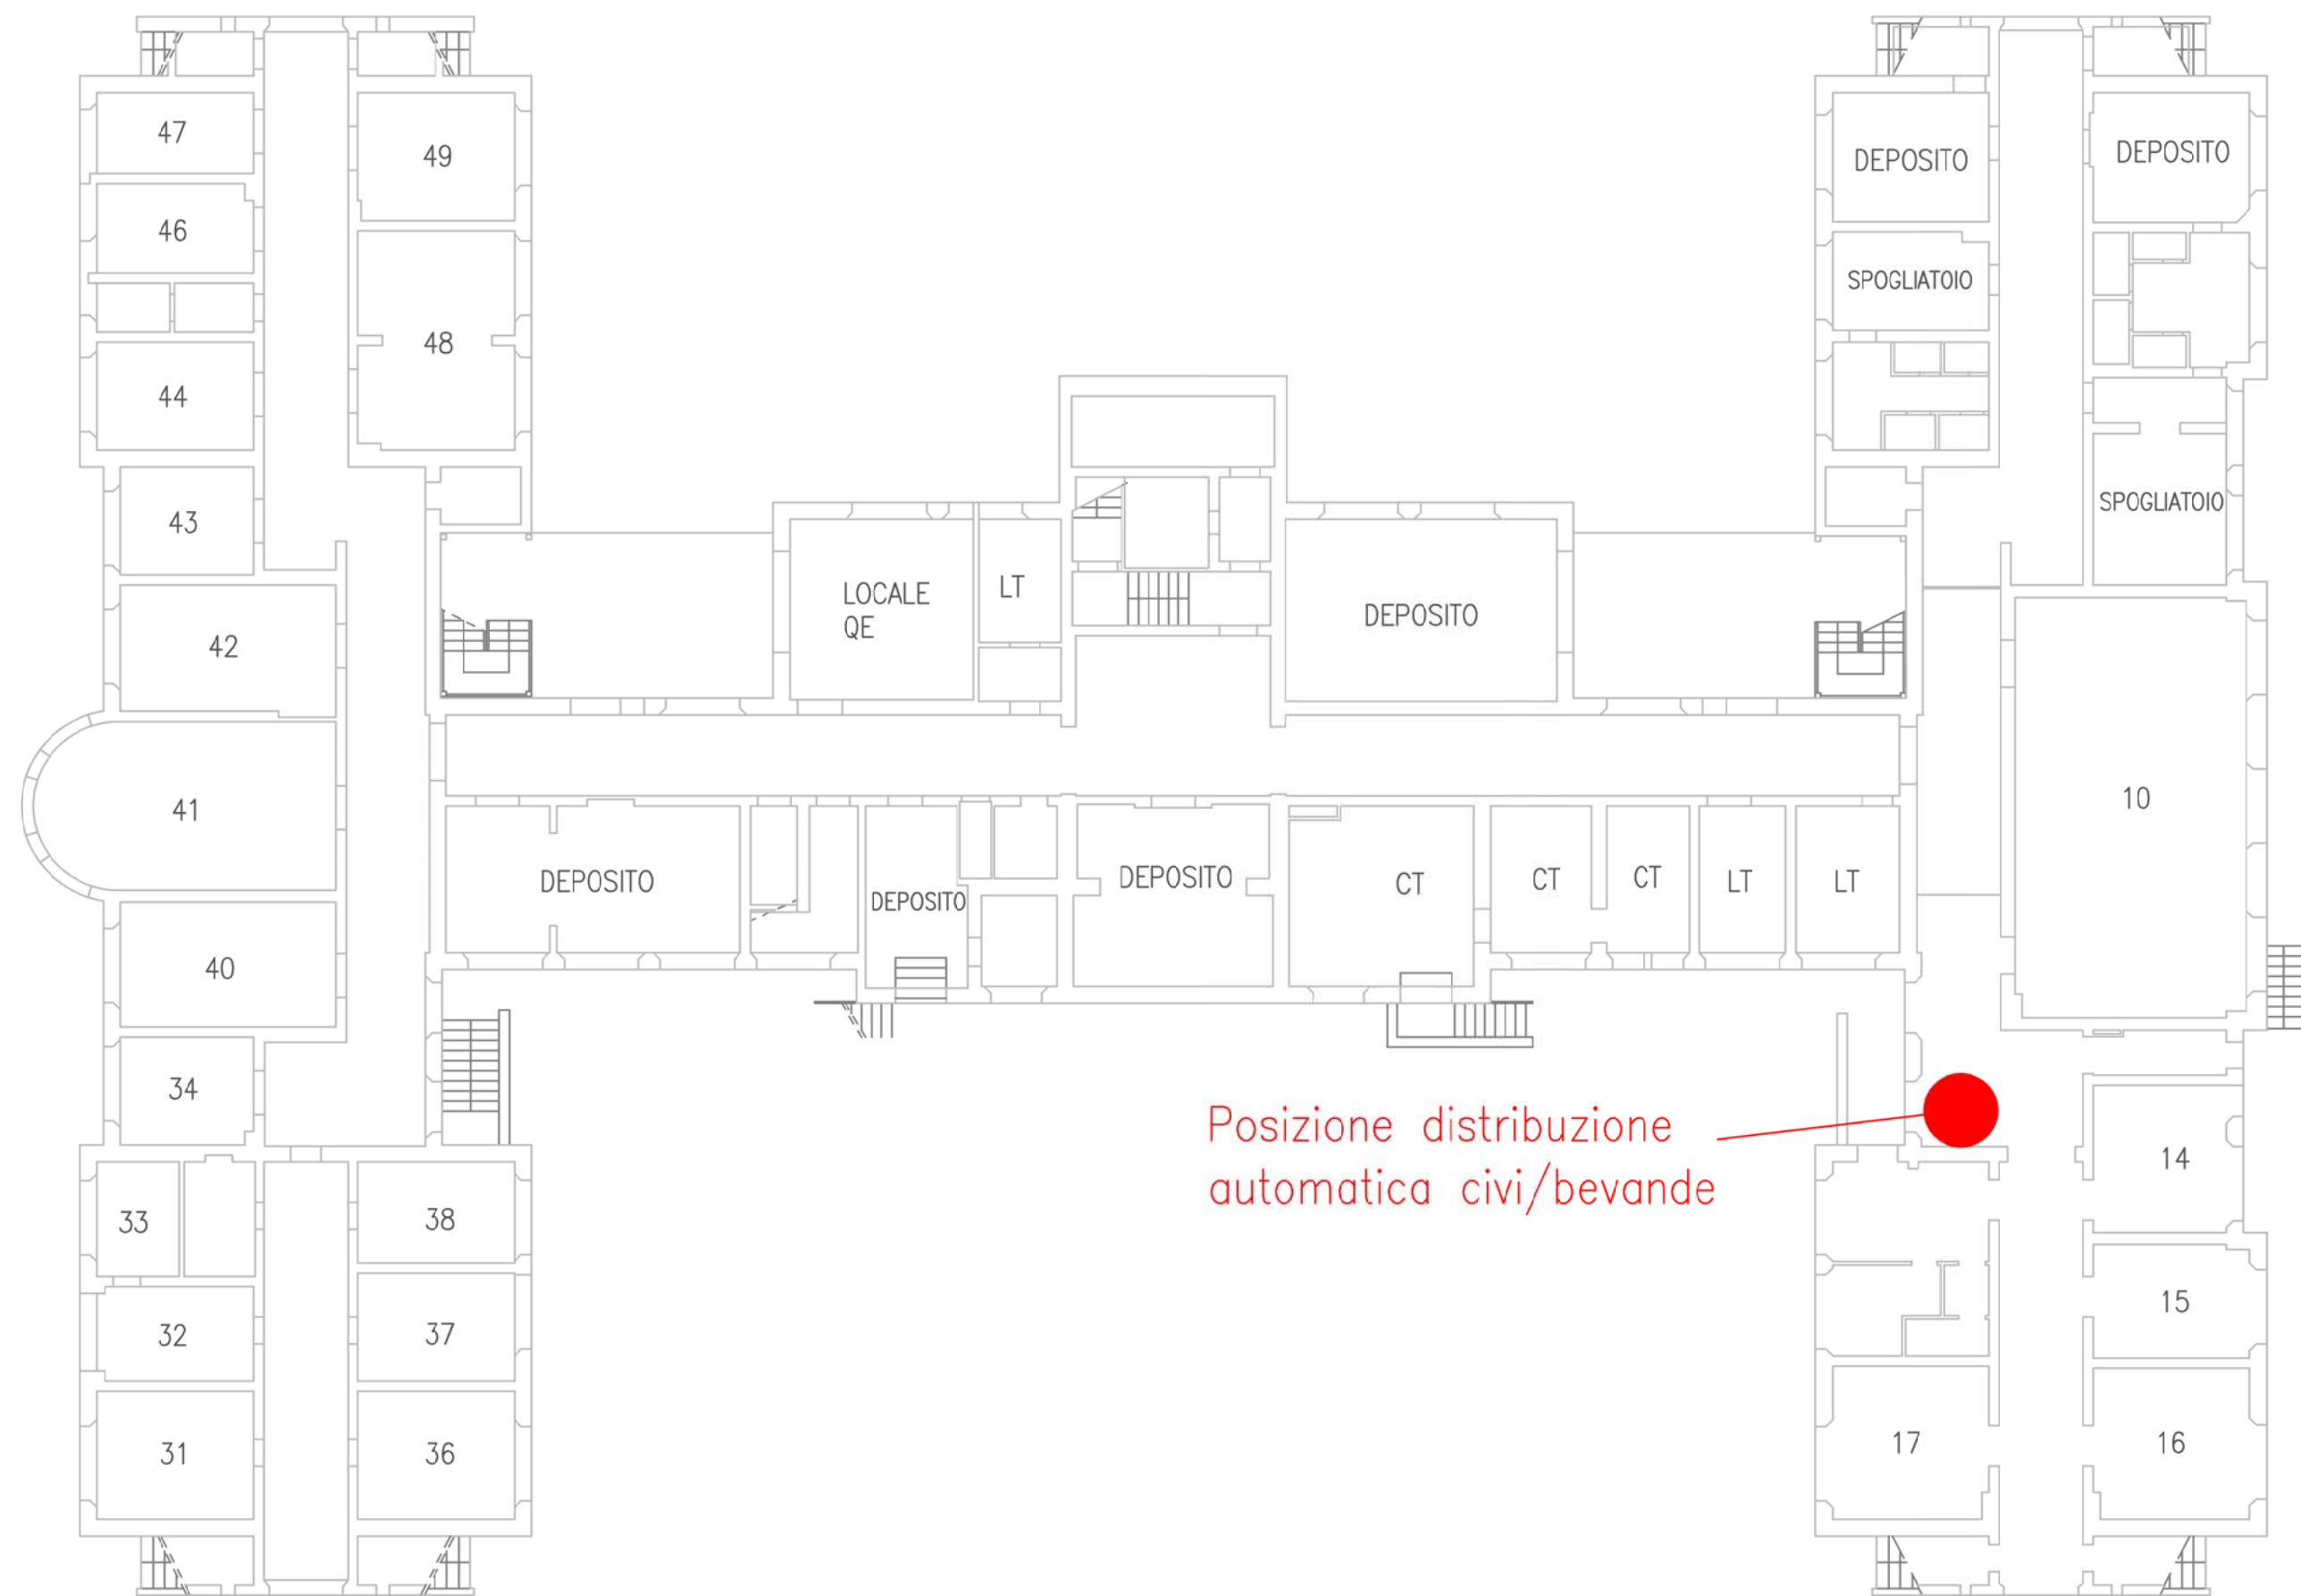 47
49
DEPOSITO
DEPOSITO
46
SPOGLIATOIO
48
44
SPOGLIATOIO
43
LOCALE
QE
LT
DEPOSITO
42
41
10
DEPOSITO
DEPOSITO
DEPOSITO
CT
CT
CT
LT
LT
40
34
Posizione distribuzione
automatica civi/bevande
14
33
38
15
32
37
31
36
17
16